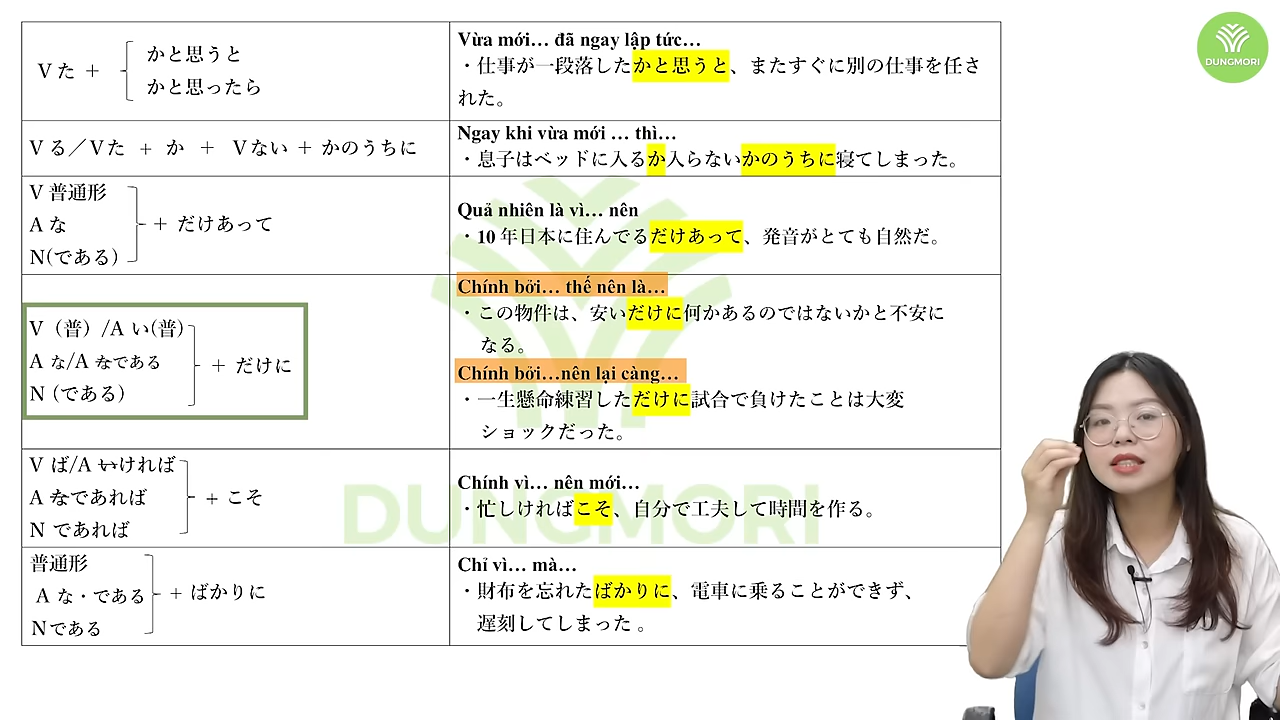 Vた + かと思うと
かと思ったら
Vừa mới… đã ngay lập tức…
・仕事が一段落したかと思うと、またすぐに別の仕事を任さ
れた。
Vる／Vた + か + Vない + かのうちに
Ngay khi vừa mới … thì…
・息子はベッドに入るか入らないかのうちに寝てしまった。
V 普通形
A な
N(である)
+ だけあって
Quả nhiên là vì… nên
・10 年日本に住んでるだけあって、発音がとても自然だ。
V（普）/A い(普)
A な/A なである
N (である)
+ だけに
Chính bởi… thế nên là…
・この物件は、安いだけに何かあるのではないかと不安に
なる。
Chính bởi…nên lại càng…
・一生懸命練習しただけに試合で負けたことは大変
ショックだった。
V ば/A いければ
A なであれば
N であれば
+ こそ
Chính vì… nên mới…
・忙しければこそ、自分で工夫して時間を作る。
普通形
A な・である
Nである
+ ばかりに
Chỉ vì… mà…
・財布を忘れたばかりに、電車に乗ることができず、
遅刻してしまった 。
DUNGMORI
DUNGMORI